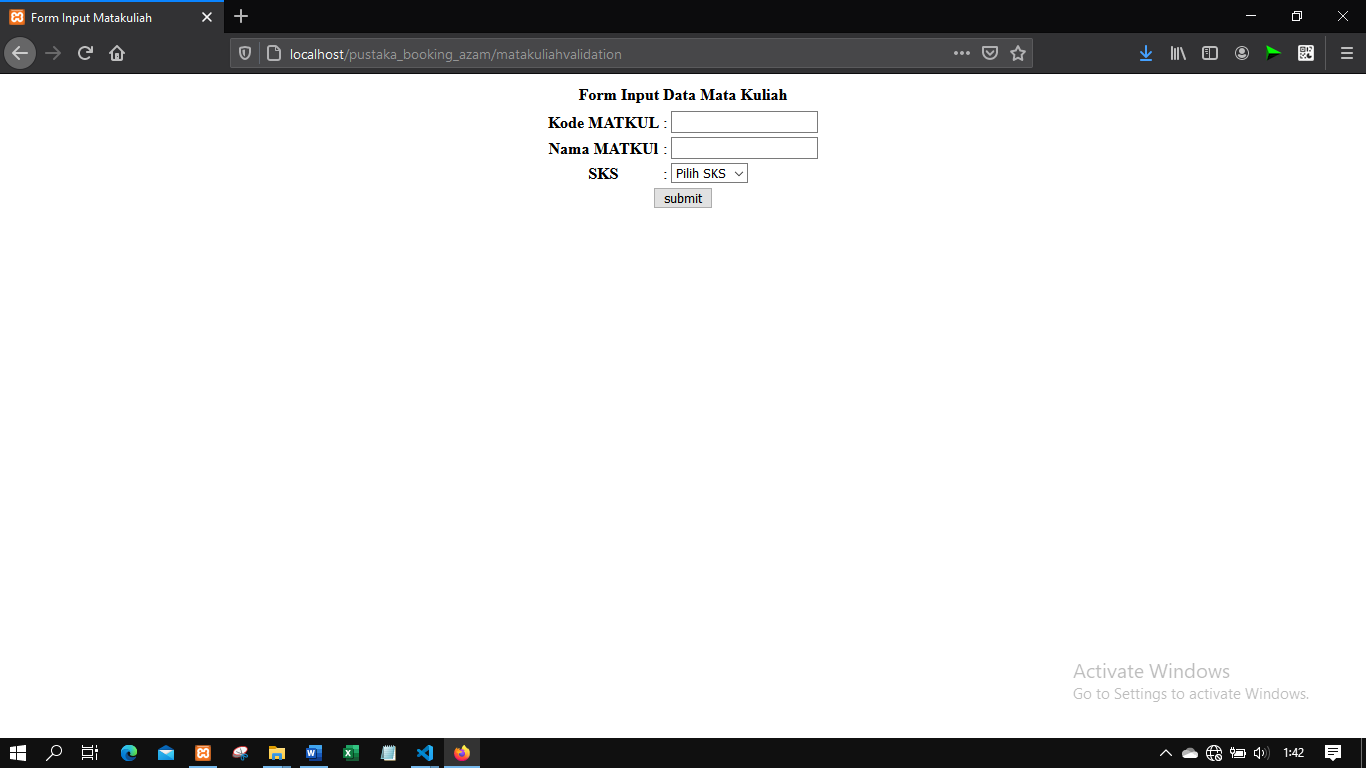 Form Input Matakuliah
localhost/pustaka_booking_azam/matakuliahvalidation
Form Input Data Mata Kuliah
Kode MATKUL :
Nama MATKUl :
SKS : Pilih SKS
submit
Activate Windows
Go to Settings to activate Windows.
1:42